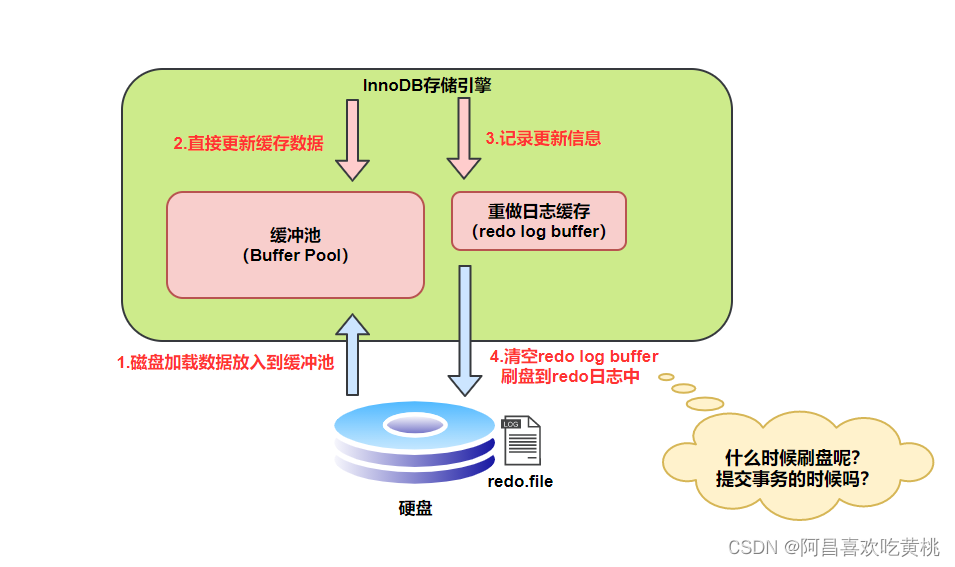 InnoDB存储引擎
2.直接更新缓存数据
3.记录更新信息
缓冲池
（Buffer Pool）
重做日志缓存
（redo log buffer）
1.磁盘加载数据放入到缓冲池
4.清空redo log buffer
刷盘到redo日志中
LOG
redo.file
硬盘
什么时候刷盘呢？
提交事务的时候吗？
CSDN @阿昌喜欢吃黄桃